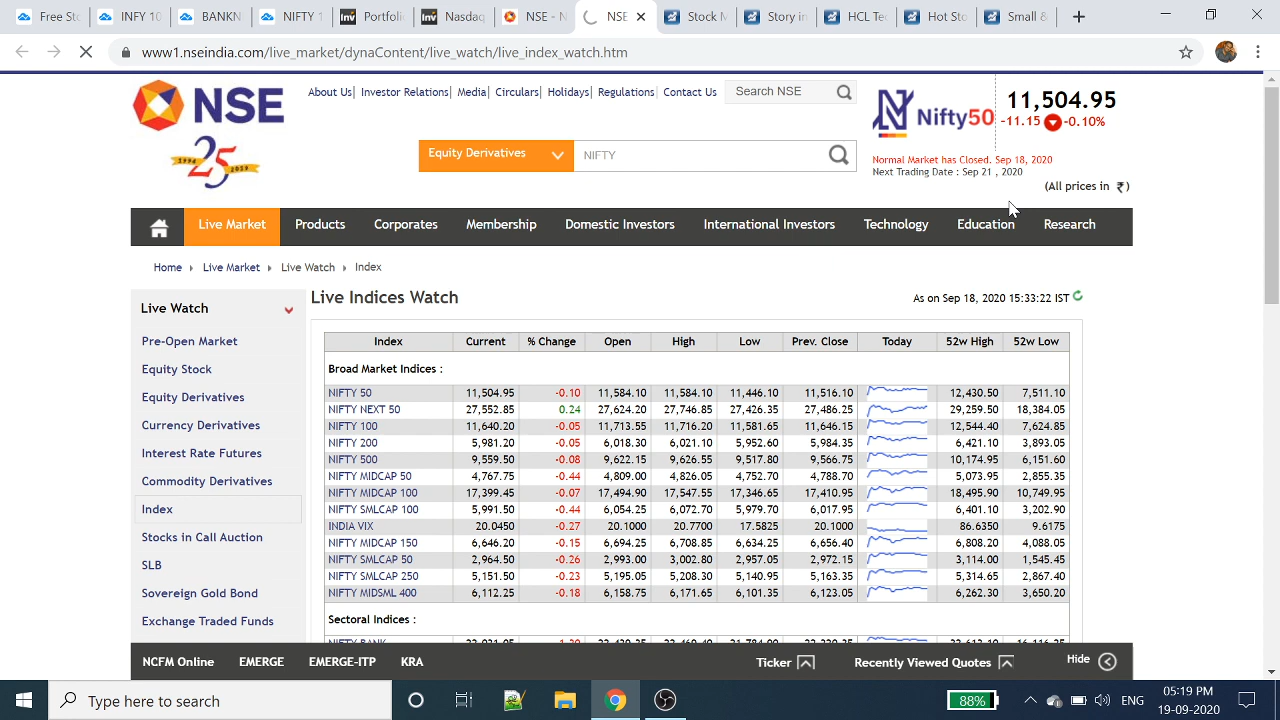 Free Sto INFY 10 BANKN NIFTY 1 Portfoli Nasdaq NSE - N NSE Stock Story in HCL Tec Hot Sto Small &
www1.nseindia.com/live_market/dynaContent/live_watch/live_index_watch.htm
NSE
1994 25 2019
About Us| Investor Relations| Media| Circulars| Holidays| Regulations| Contact Us
Search NSE
Equity Derivatives NIFTY
Nifty50 11,504.95
-11.15 -0.10%
Normal Market has Closed. Sep 18, 2020
Next Trading Date : Sep 21 , 2020
(All prices in ₹)
Live Market Products Corporates Membership Domestic Investors International Investors Technology Education Research
Home Live Market Live Watch Index
Live Watch
Pre-Open Market
Equity Stock
Equity Derivatives
Currency Derivatives
Interest Rate Futures
Commodity Derivatives
Index
Stocks in Call Auction
SLB
Sovereign Gold Bond
Exchange Traded Funds
Live Indices Watch
As on Sep 18, 2020 15:33:22 IST
Index Current % Change Open High Low Prev. Close Today 52w High 52w Low
Broad Market Indices :
NIFTY 50 11,504.95 -0.10 11,584.10 11,584.10 11,446.10 11,516.10 12,430.50 7,511.10
NIFTY NEXT 50 27,552.85 0.24 27,624.20 27,746.85 27,426.35 27,486.25 29,259.50 18,384.05
NIFTY 100 11,640.20 -0.05 11,713.55 11,716.20 11,581.65 11,646.15 12,544.40 7,624.85
NIFTY 200 5,981.20 -0.05 6,018.30 6,021.10 5,952.60 5,984.35 6,421.10 3,893.05
NIFTY 500 9,559.50 -0.08 9,622.15 9,626.55 9,517.80 9,566.75 10,174.95 6,151.60
NIFTY MIDCAP 50 4,767.75 -0.44 4,809.00 4,826.05 4,752.70 4,788.70 5,073.95 2,855.35
NIFTY MIDCAP 100 17,399.45 -0.07 17,494.90 17,547.55 17,346.65 17,410.95 18,495.90 10,749.95
NIFTY SMLCAP 100 5,991.50 -0.44 6,054.25 6,072.70 5,979.70 6,017.95 6,401.10 3,202.90
INDIA VIX 20.0450 -0.27 20.1000 20.7700 17.5825 20.1000 86.6350 9.6175
NIFTY MIDCAP 150 6,646.20 -0.15 6,694.25 6,708.85 6,634.25 6,656.40 6,808.20 4,088.05
NIFTY SMLCAP 50 2,964.50 -0.26 2,993.00 3,002.80 2,957.05 2,972.15 3,114.00 1,545.45
NIFTY SMLCAP 250 5,151.50 -0.23 5,195.05 5,208.30 5,140.95 5,163.35 5,314.65 2,867.40
NIFTY MIDSML 400 6,112.25 -0.18 6,158.75 6,171.65 6,101.35 6,123.05 6,262.30 3,650.20
Sectoral Indices :
NIFTY BANK
NCFM Online EMERGE EMERGE-ITP KRA Ticker Recently Viewed Quotes Hide
Type here to search
88%
ENG
05:19 PM
19-09-2020